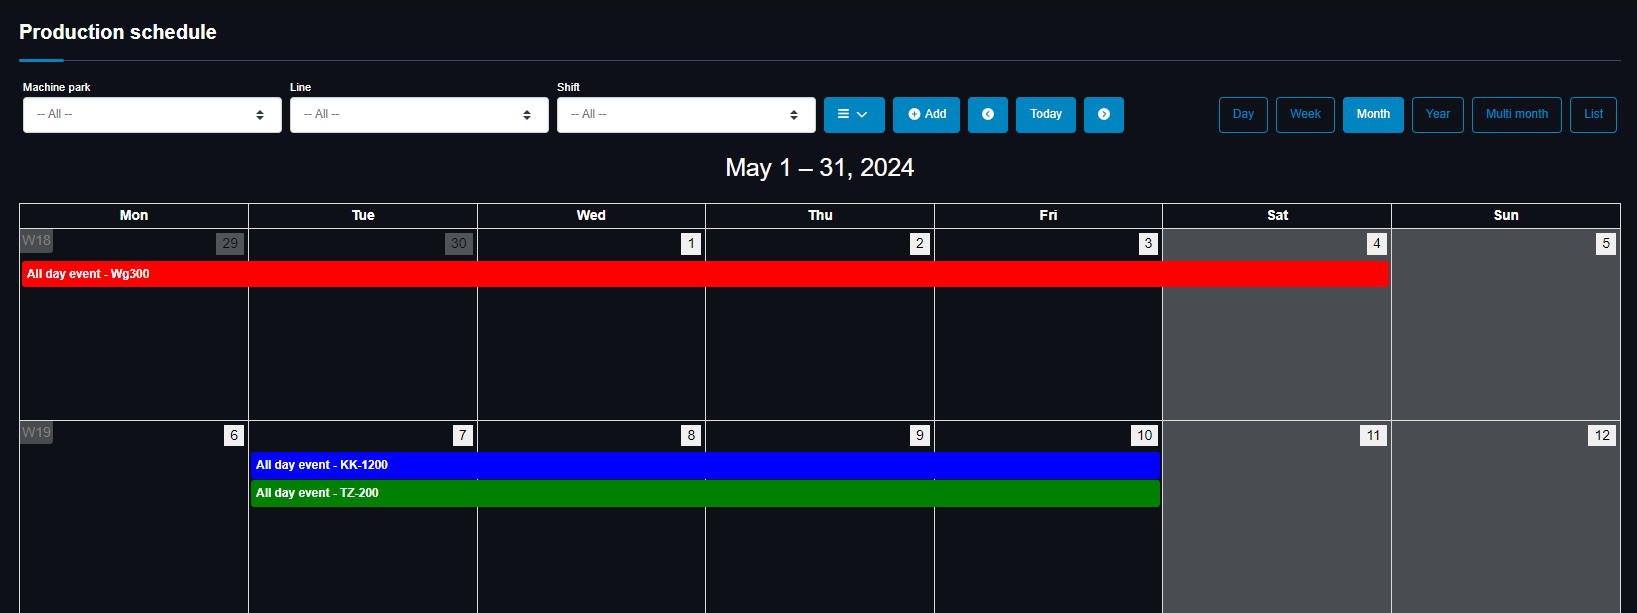 Production schedule
Machine park Line Shift
-- All -- -- All -- -- All -- Add Today Day Week Month Year Multi month List
May 1 – 31, 2024
Mon Tue Wed Thu Fri Sat Sun
W18 29 30 1 2 3 4 5
All day event - Wg300
W19 6 7 8 9 10 11 12
All day event - KK-1200
All day event - TZ-200